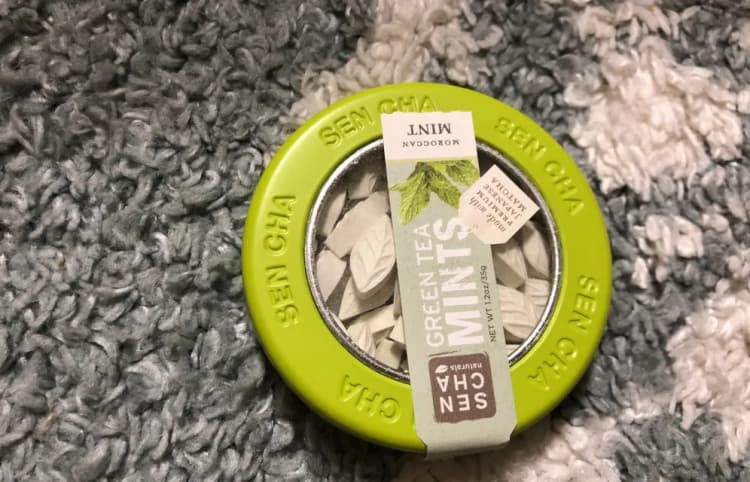 SEN CHA
SEN CHA
SEN CHA
SEN CHA
SEN CHA
MOROCCAN
MINT
made with
PREMIUM
JAPANESE
MATCHA
GREEN TEA
MINTS
NET WT 1.2oz/35g
SEN
CHA
naturals